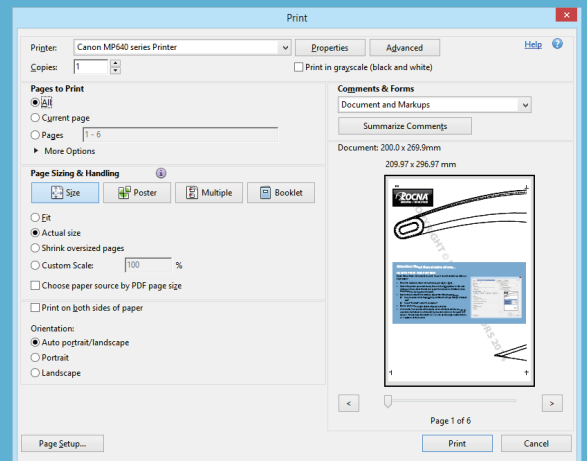 Print
Printer: Canon MP640 series Printer Properties Advanced Help
Copies: 1 Print in grayscale (black and white)
Pages to Print
All
Current page
Pages 1 - 6
More Options
Page Sizing & Handling
Size Poster Multiple Booklet
Fit
Actual size
Shrink oversized pages
Custom Scale: 100 %
Choose paper source by PDF page size
Print on both sides of paper
Orientation:
Auto portrait/landscape
Portrait
Landscape
Comments & Forms
Document and Markups
Summarize Comments
Document: 200.0 x 269.9mm
209.97 x 296.97 mm
ROCNA
< >
Page 1 of 6
Page Setup... Print Cancel